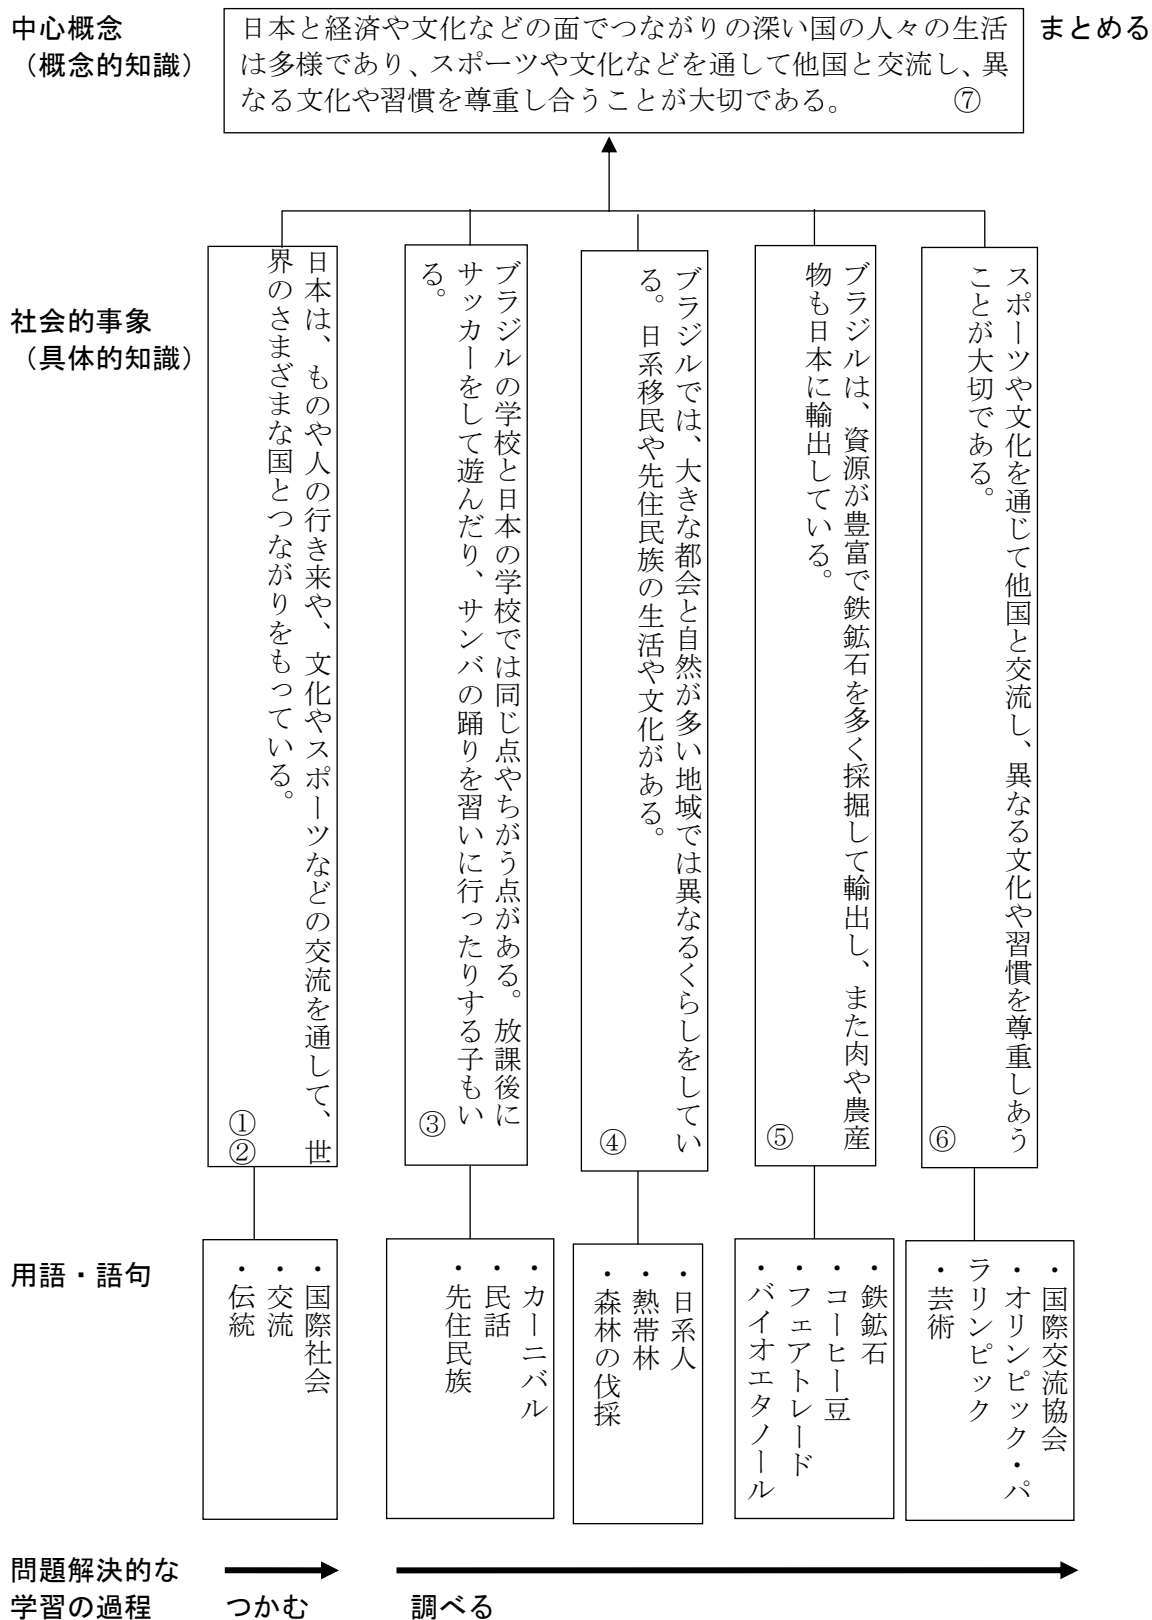 中心概念
（概念的知識）
日本と経済や文化などの面でつながりの深い国の人々の生活
は多様であり、スポーツや文化などを通して他国と交流し、異
なる文化や習慣を尊重し合うことが大切である。 ⑦
まとめる
社会的事象
（具体的知識）
日本は、ものや人の行き来や、文化やスポーツなどの交流を通して、世
界のさまざまな国とつながりをもっている。
①
②
ブラジルの学校と日本の学校では同じ点やちがう点がある。放課後に
サッカーをして遊んだり、サンバの踊りを習いに行ったりする子もい
る。
③
ブラジルでは、大きな都会と自然が多い地域では異なるくらしをしてい
る。日系移民や先住民族の生活や文化がある。
④
ブラジルは、資源が豊富で鉄鉱石を多く採掘して輸出し、また肉や農産
物も日本に輸出している。
⑤
スポーツや文化を通じて他国と交流し、異なる文化や習慣を尊重しあう
ことが大切である。
⑥
用語・語句
・国際社会
・交流
・伝統
・カーニバル
・民話
・先住民族
・日系人
・熱帯林
・森林の伐採
・鉄鉱石
・コーヒー豆
・フェアトレード
・バイオエタノール
・国際交流協会
・オリンピック・パ
ラリンピック
・芸術
問題解決的な
学習の過程
つかむ
調べる